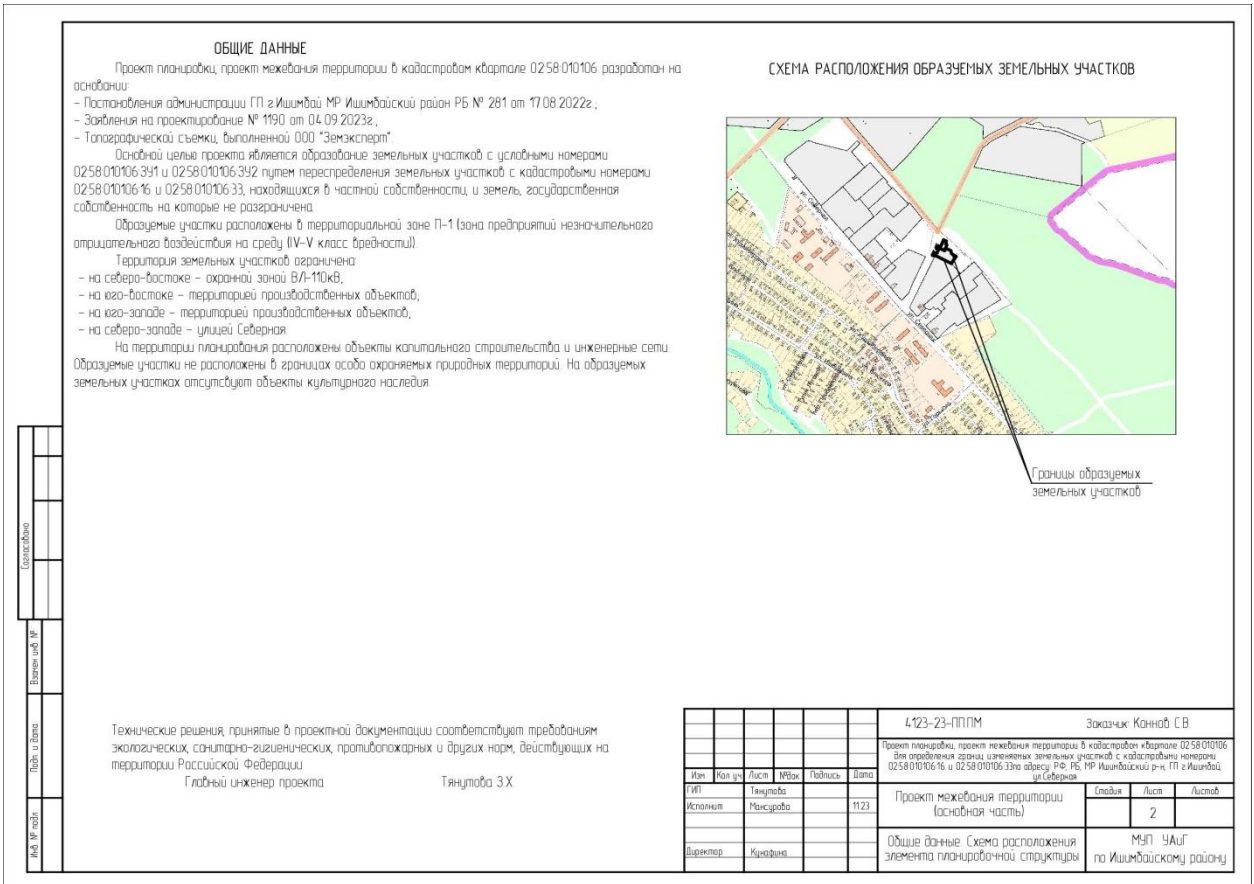 ОБЩИЕ ДАННЫЕ
Проект планировки, проект межевания территории в кадастровом квартале 02:58:010106 разработан на
основании:
- Постановления администрации ГП г.Ишимбай МР Ишимбайский район РБ № 281 от 17.08.2022г.;
- Заявления на проектирование № 1190 от 04.09.2023г.;
- Топографической съемки, выполненной ООО "Земэксперт".
Основной целью проекта является образование земельных участков с условными номерами
02:58:010106:ЗУ1 и 02:58:010106:ЗУ2 путем переспределения земельных участков с кадастровыми номерами
02:58:010106:16 и 02:58:010106:33, находящихся в частной собственности, и земель, государственная
собственность на которые не разграничена.
Образуемые участки расположены в территориальной зоне П-1 (зона предприятий незначительного
отрицательного воздействия на среду (IV-V класс вредности)).
Территория земельных участков ограничена:
- на северо-востоке - охранной зоной ВЛ-110кВ,
- на юго-востоке - территорией производственных объектов,
- на юго-западе - территорией производственных объектов,
- на северо-западе - улицей Северная.
На территории планирования расположены объекты капитального строительства и инженерные сети.
Образуемые участки не расположены в границах особо охраняемых природных территорий. На образуемых
земельных участках отсутсвуют объекты культурного наследия.
СХЕМА РАСПОЛОЖЕНИЯ ОБРАЗУЕМЫХ ЗЕМЕЛЬНЫХ УЧАСТКОВ
ул. Северная
ул. Северная
Границы образуемых
земельных участков
Согласовано
Взамен инв. №
Подп. и дата
Инв. № подл.
Технические решения, принятые в проектной документации соответствуют требованиям
экологических, санитарно-гигиенических, противопожарных и других норм, действующих на
территории Российской Федерации
Главный инженер проекта Тянутова З.Х.
4123-23-ПП.ПМ Заказчик: Коннов С.В.
Проект планировки, проект межевания территории в кадастровом квартале 02:58:010106
для определения границ изменяемых земельных участков с кадастровыми номерами
02:58:010106:16 и 02:58:010106:33по адресу: РФ, РБ, МР Ишимбайский р-н, ГП г.Ишимбай,
ул.Северная
Изм Кол.уч Лист №док Подпись Дата
ГИП Тянутова
Исполнит Мансурова 11.23
Директор Кунафина
Проект межевания территории
(основная часть)
Стадия Лист Листов
2
Общие данные. Схема расположения
элемента планировочной структуры
МУП УАиГ
по Ишимбайскому району